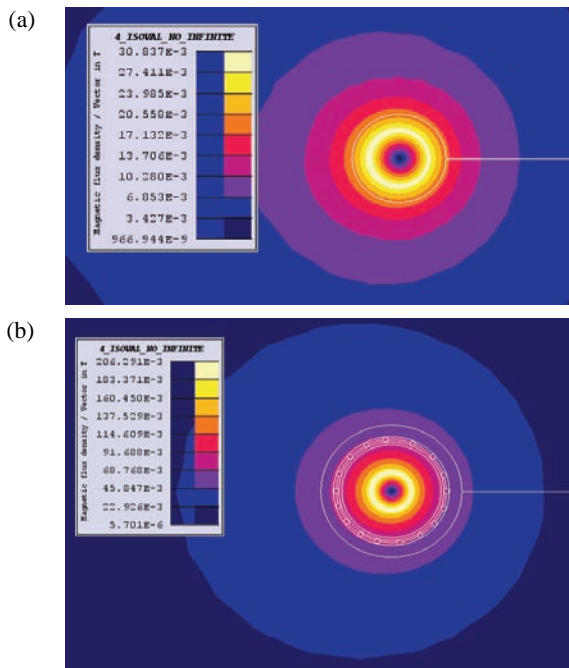 (a)
4_ISOVAL_NO_INFINITE
Magnetic flux density / Vector in T
30.837E-3
27.411E-3
23.985E-3
20.558E-3
17.132E-3
13.706E-3
10.280E-3
6.853E-3
3.427E-3
966.944E-9
(b)
4_ISOVAL_NO_INFINITE
Magnetic flux density / Vector in T
206.291E-3
183.371E-3
160.450E-3
137.529E-3
114.609E-3
91.688E-3
68.768E-3
45.847E-3
22.926E-3
5.701E-6